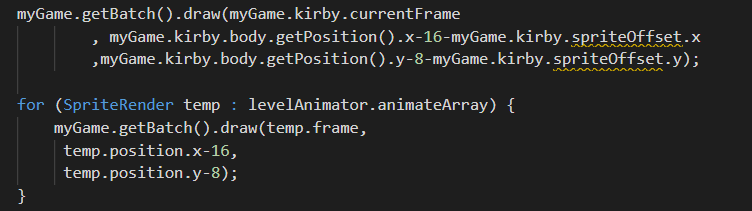 myGame.getBatch().draw(myGame.kirby.currentFrame
, myGame.kirby.body.getPosition().x-16-myGame.kirby.spriteOffset.x
,myGame.kirby.body.getPosition().y-8-myGame.kirby.spriteOffset.y);
for (SpriteRender temp : levelAnimator.animateArray) {
myGame.getBatch().draw(temp.frame,
temp.position.x-16,
temp.position.y-8);
}